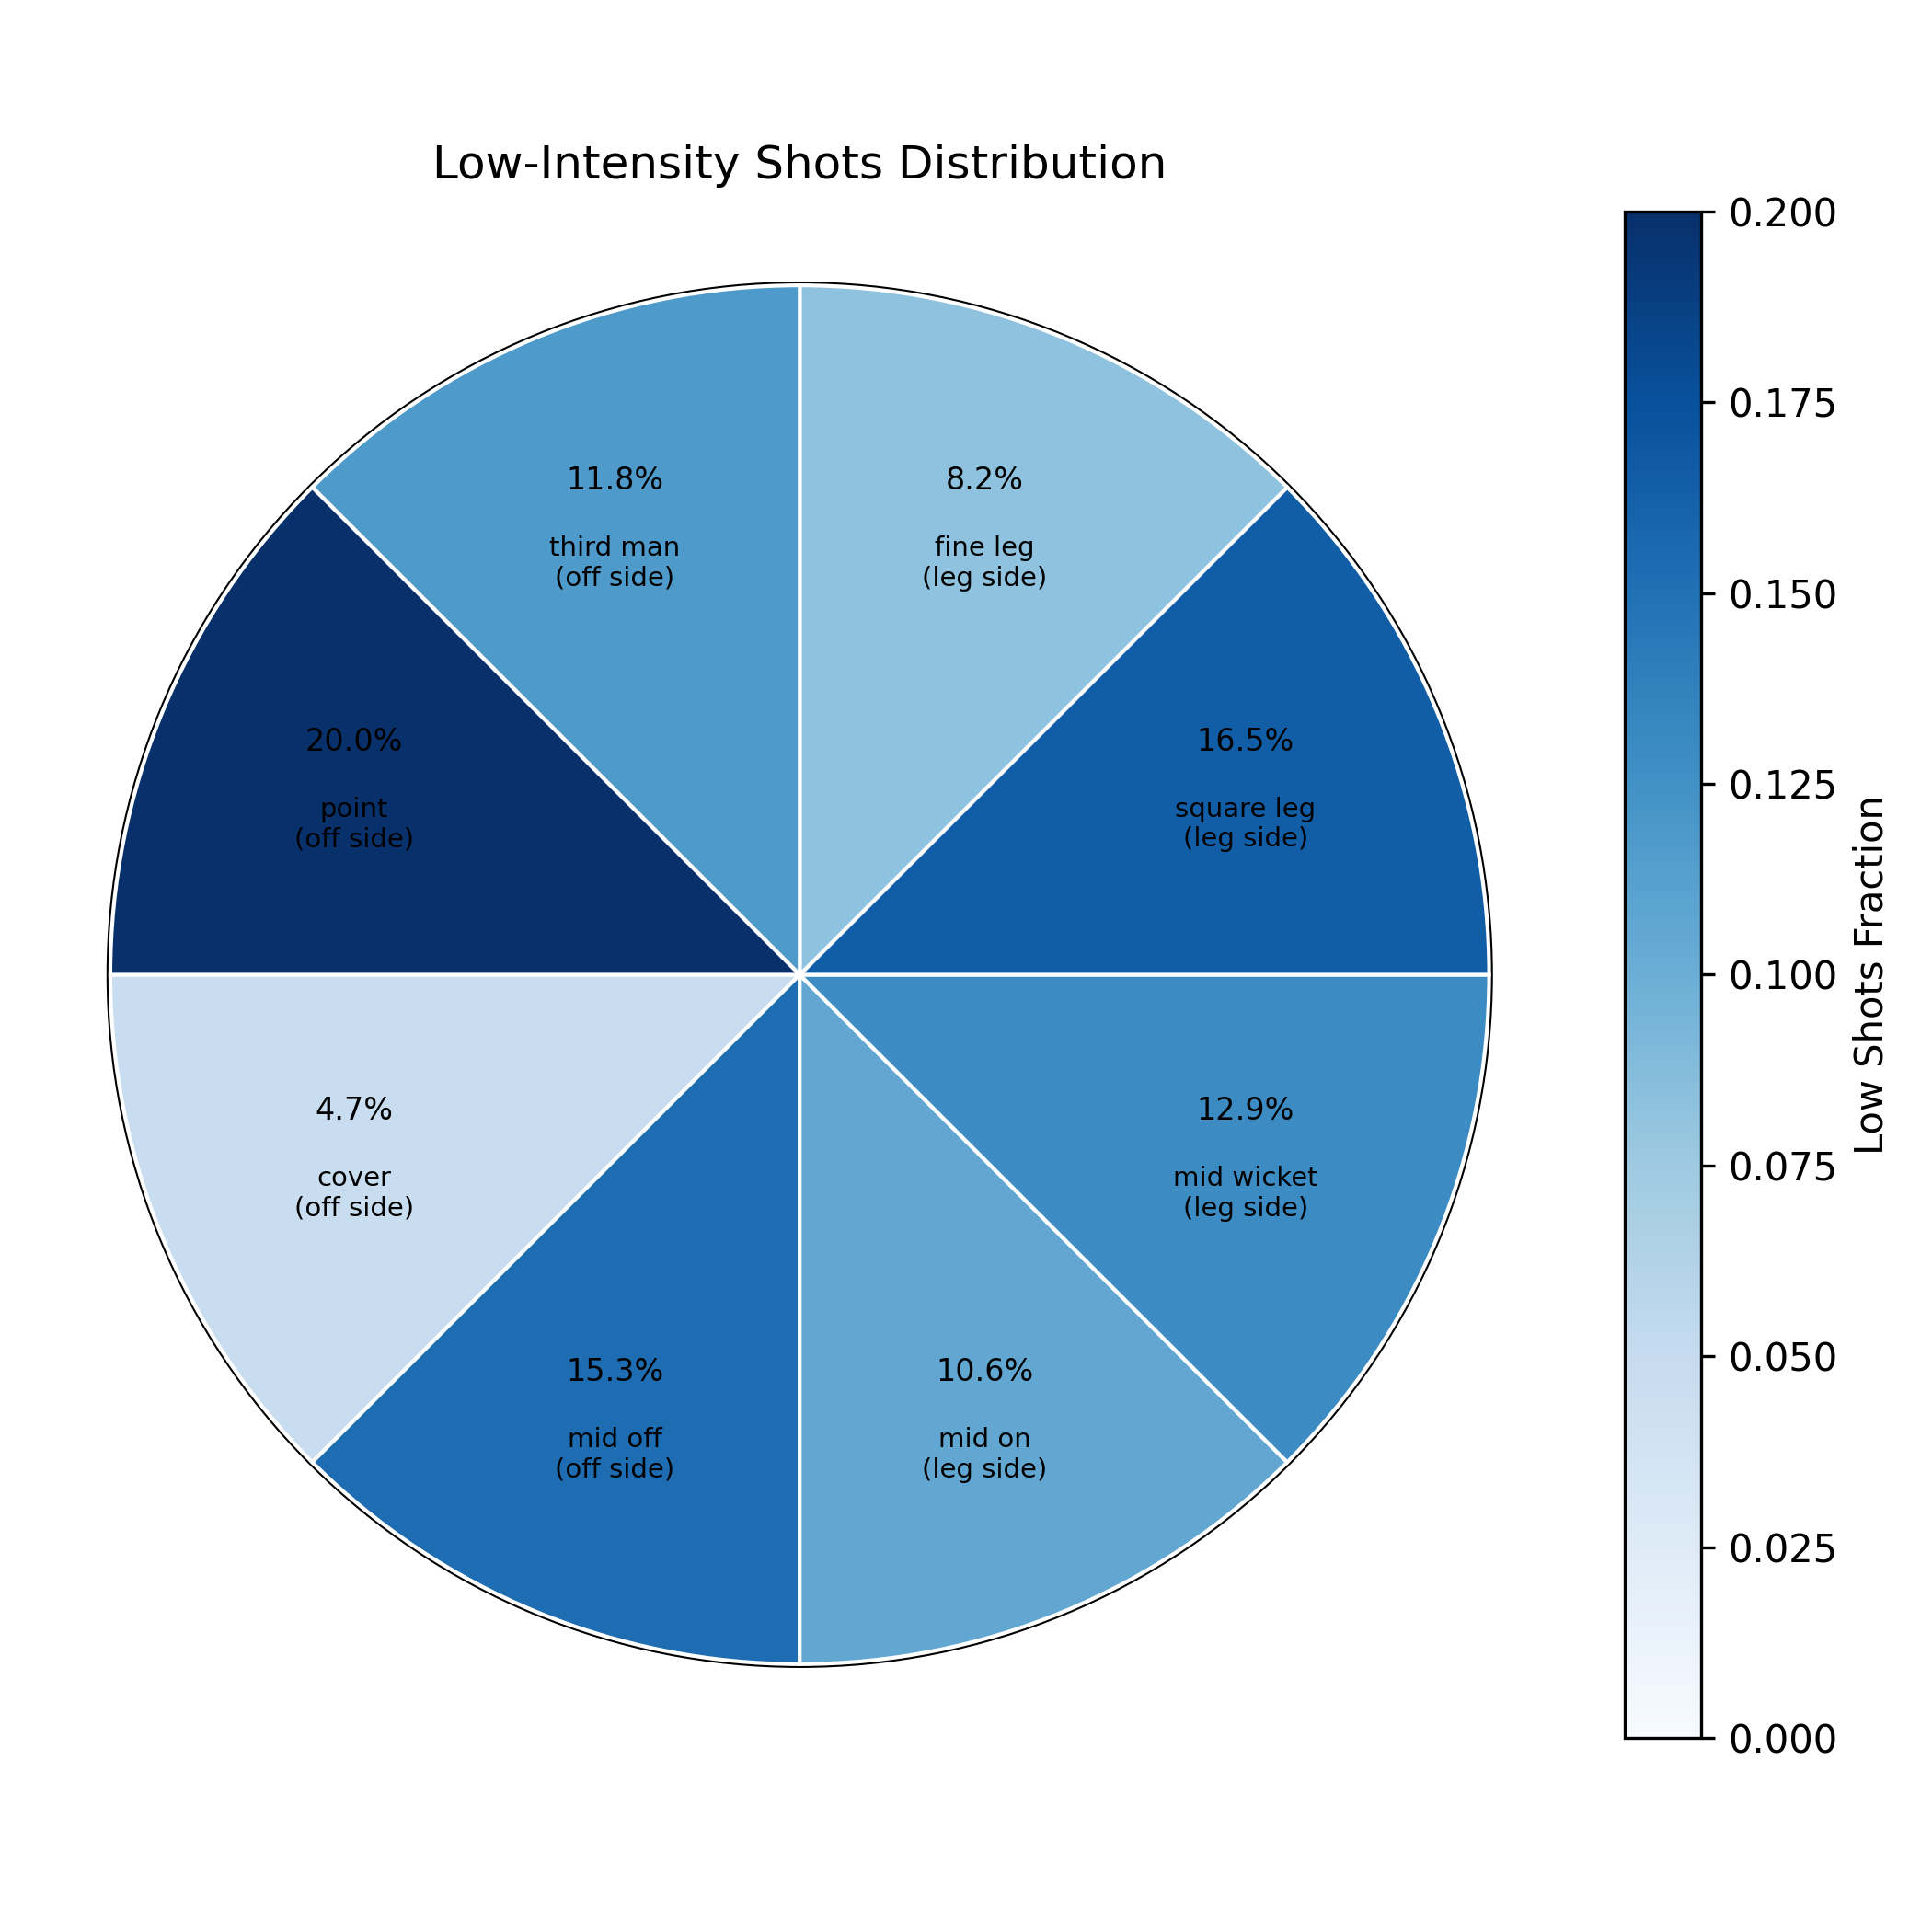 Low-Intensity Shots Distribution
11.8%
third man
(off side)
8.2%
fine leg
(leg side)
20.0%
point
(off side)
16.5%
square leg
(leg side)
4.7%
cover
(off side)
12.9%
mid wicket
(leg side)
15.3%
mid off
(off side)
10.6%
mid on
(leg side)
0.200
0.175
0.150
0.125
0.100
0.075
0.050
0.025
0.000
Low Shots Fraction